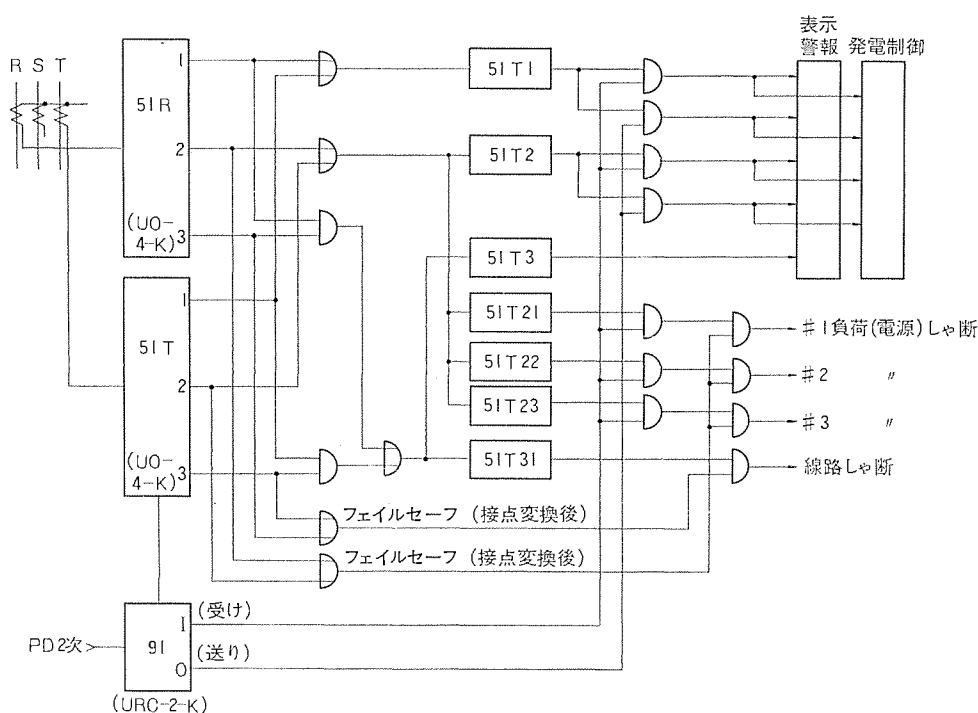 表示
警報 発電制御
R S T
51R
1
2
(UO-
4-K)
3
51T
1
2
(UO-
4-K)
3
51T1
51T2
51T3
51T21
51T22
51T23
51T31
#1負荷(電源)しゃ断
#2 〃
#3 〃
線路しゃ断
フェイルセーフ (接点変換後)
フェイルセーフ (接点変換後)
PD2次
91
I
O
(受け)
(送り)
(URC-2-K)